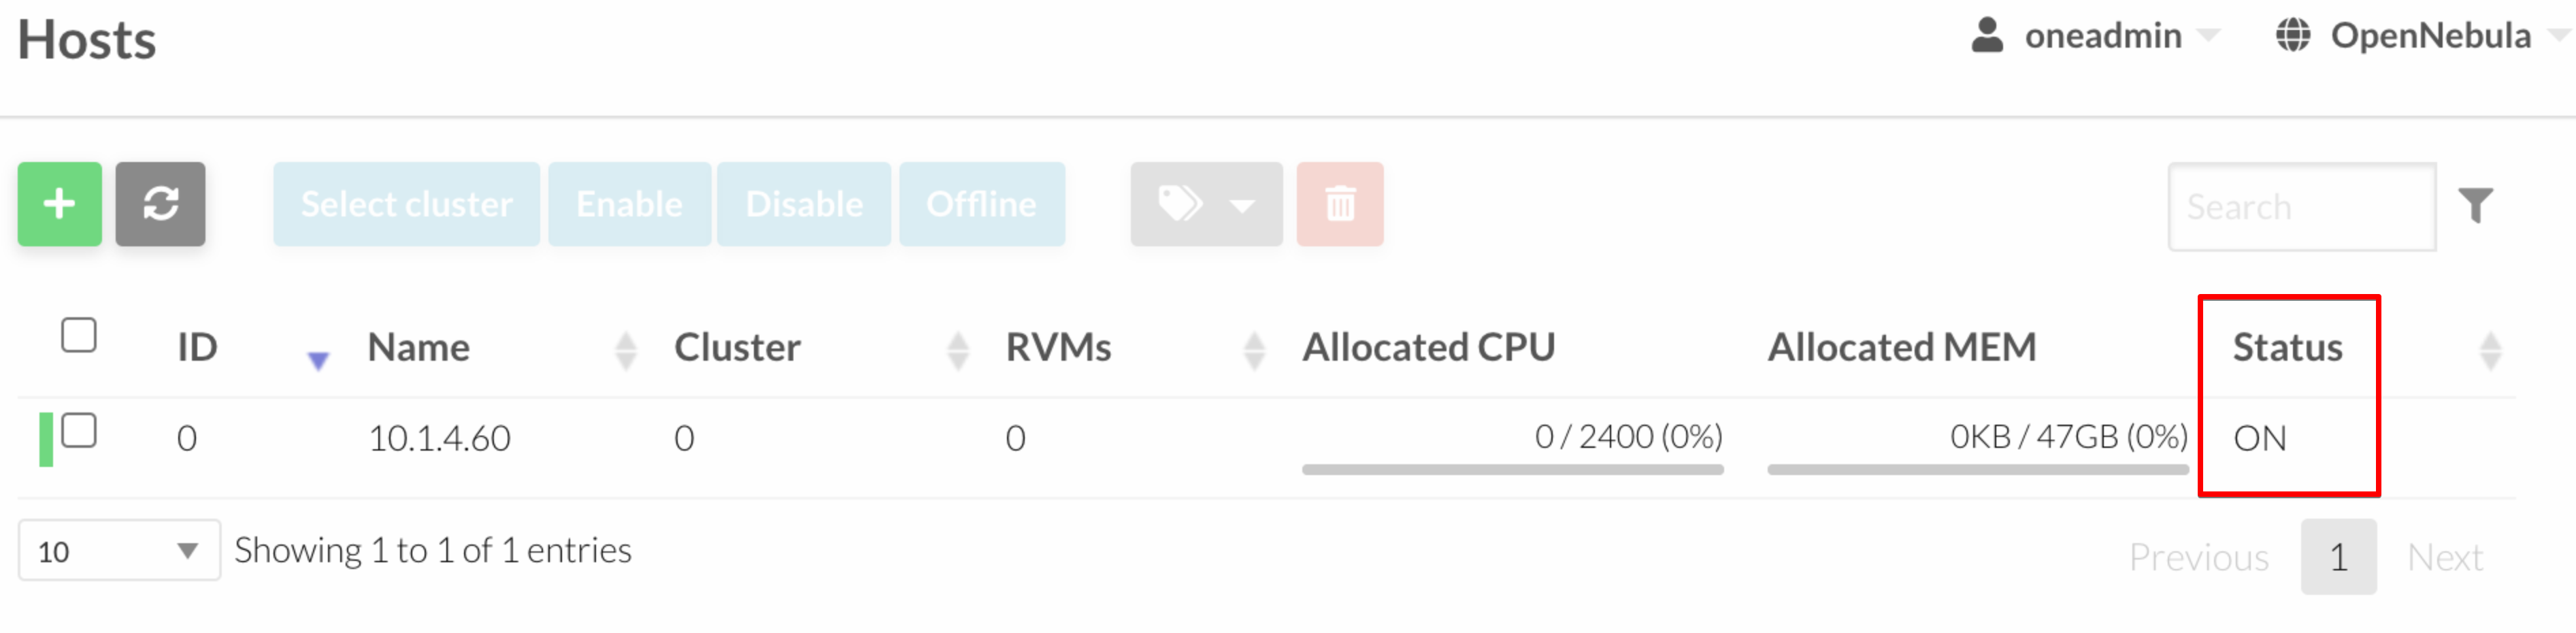 Hosts
oneadmin
OpenNebula
Select cluster
Enable
Disable
Offline
Search
ID
Name
Cluster
RVMs
Allocated CPU
Allocated MEM
Status
0
10.1.4.60
0
0
0 / 2400 (0%)
0KB / 47GB (0%)
ON
10
Showing 1 to 1 of 1 entries
Previous
1
Next